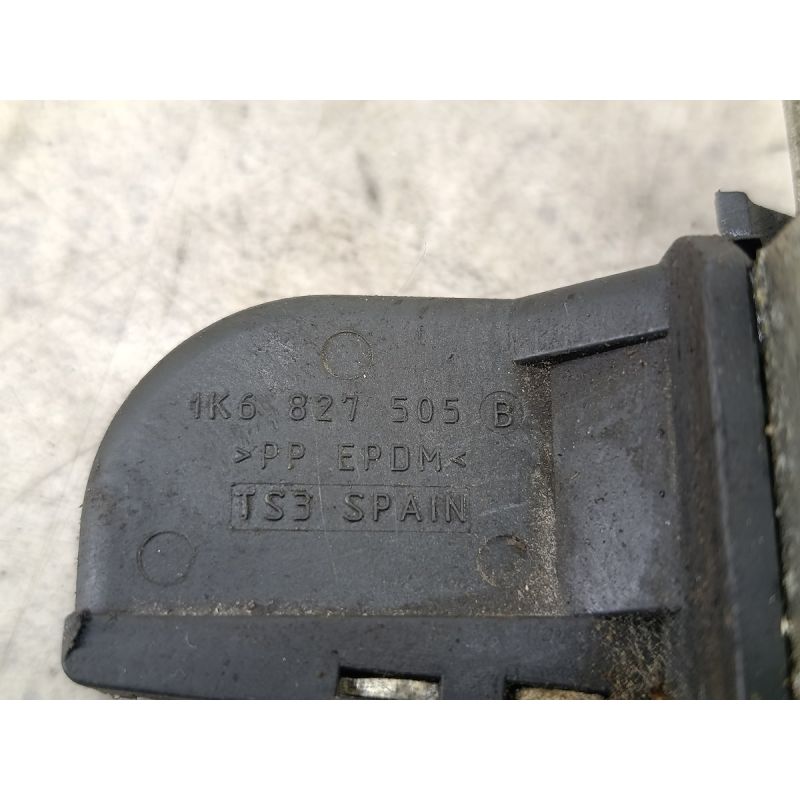 1K6 827 505 B
>PP EPDM<
TS3 SPAIN